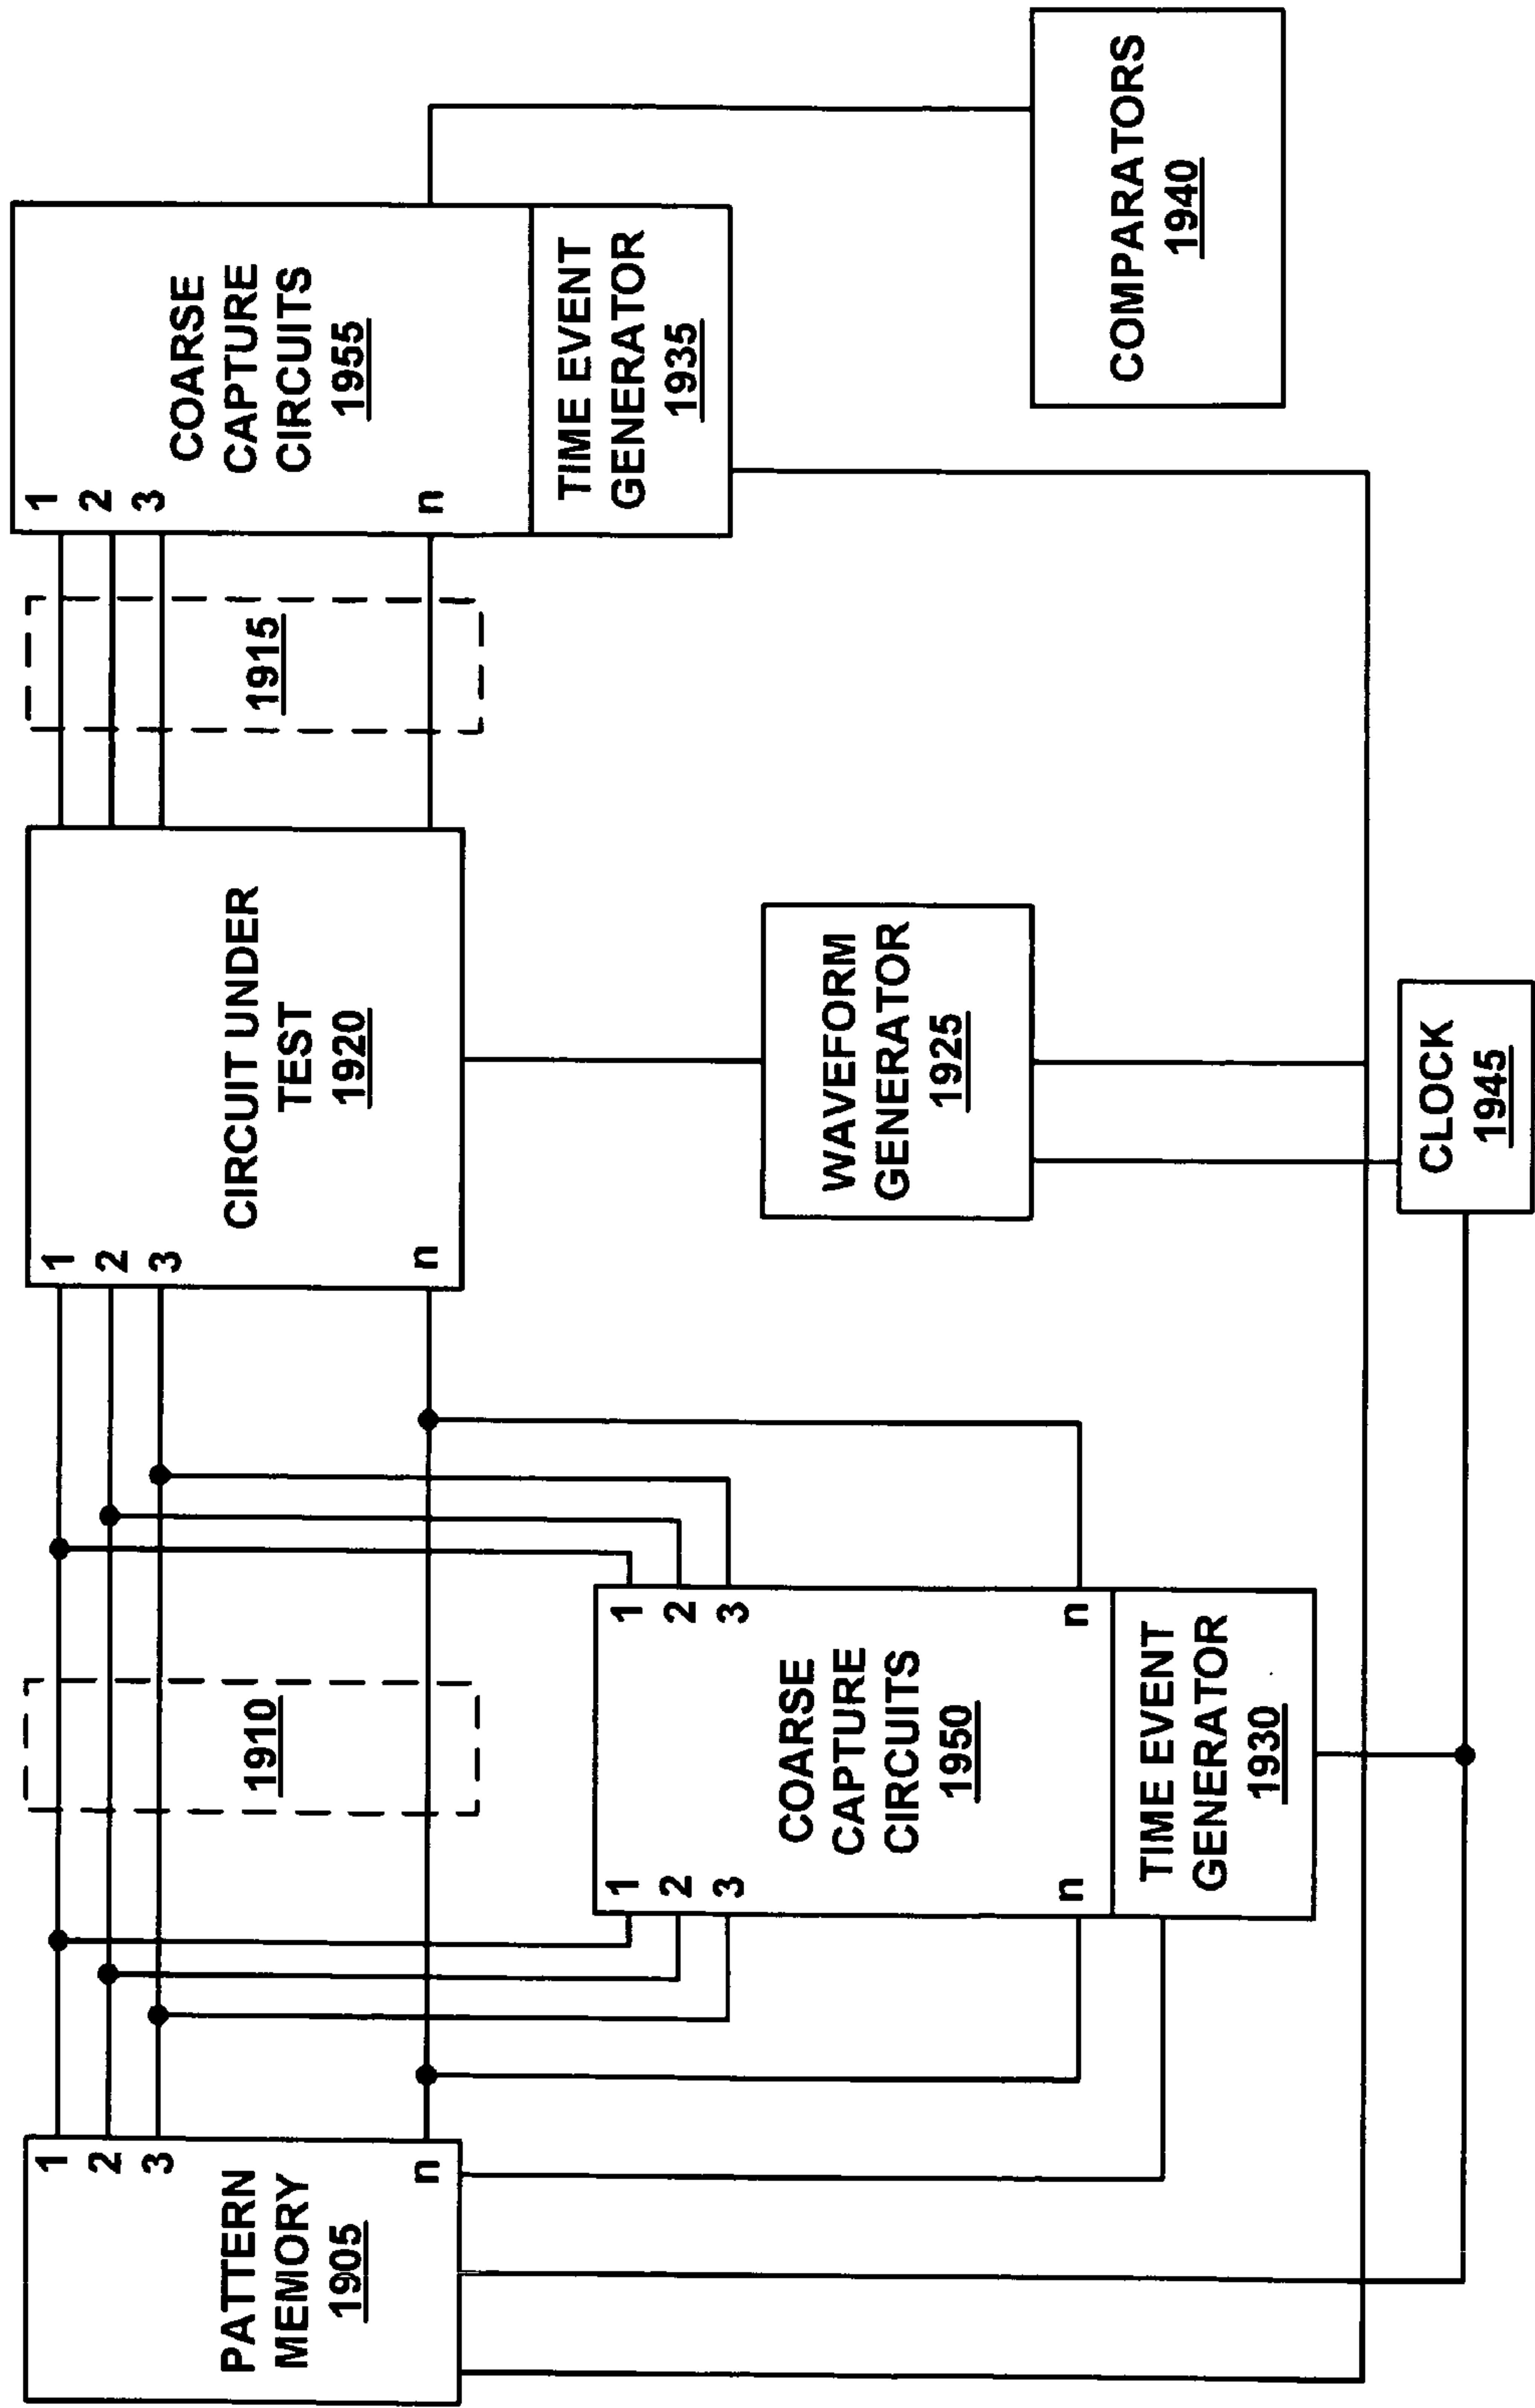 PATTERN
MEMORY
1905
1
2
3
n
1910
1
2
3
n
COARSE
CAPTURE
CIRCUITS
1950
1
2
3
n
TIME EVENT
GENERATOR
1930
1
2
3
n
CIRCUIT UNDER
TEST
1920
WAVEFORM
GENERATOR
1925
CLOCK
1945
1915
1
2
3
n
COARSE
CAPTURE
CIRCUITS
1955
TIME EVENT
GENERATOR
1935
COMPARATORS
1940